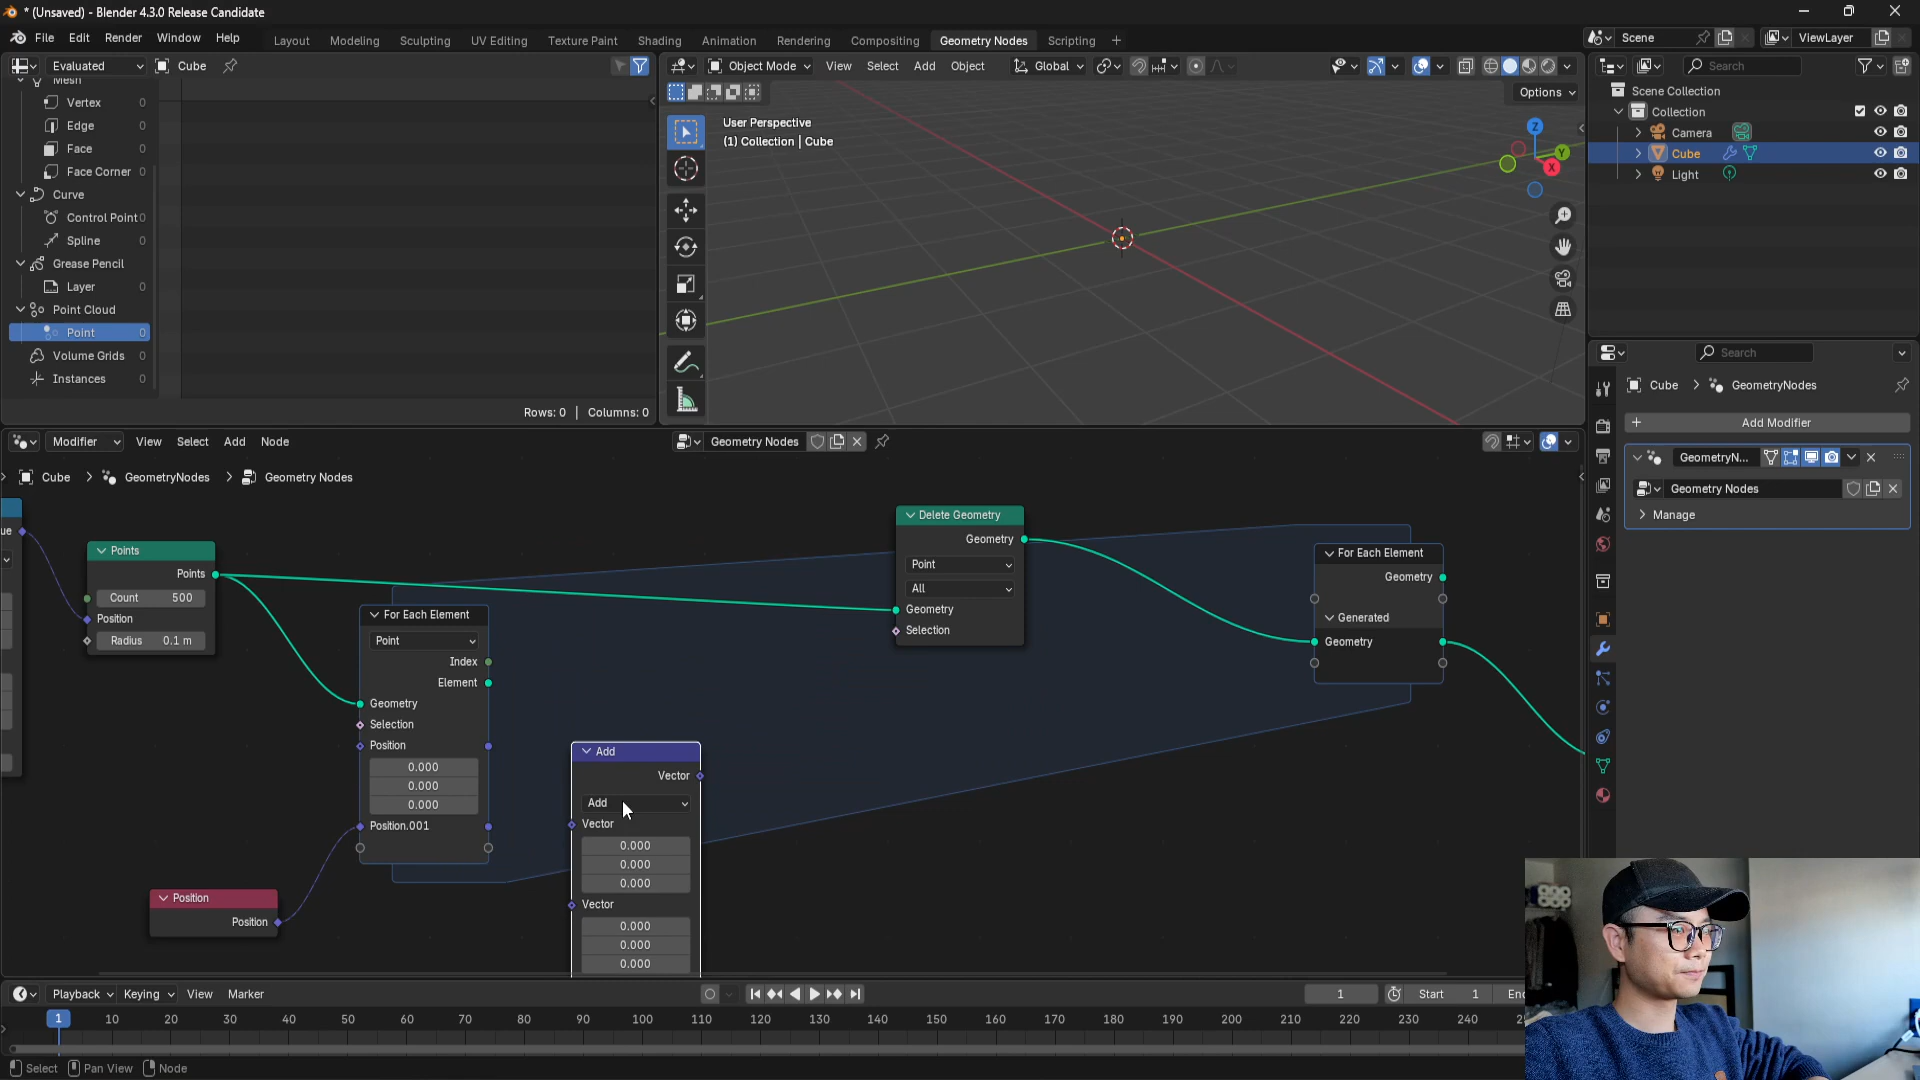 * (Unsaved) - Blender 4.3.0 Release Candidate
File Edit Render Window Help
Layout Modeling Sculpting UV Editing Texture Paint Shading Animation Rendering Compositing Geometry Nodes Scripting +
Scene
ViewLayer
Evaluated
Cube
Object Mode
View Select Add Object
Global
Search
Mesh
Vertex 0
Edge 0
Face 0
Face Corner 0
Curve
Control Point 0
Spline 0
Grease Pencil
Layer 0
Point Cloud
Point 0
Volume Grids 0
Instances 0
Rows: 0 | Columns: 0
Options
User Perspective
(1) Collection | Cube
Z
Y
X
Scene Collection
Collection
Camera
Cube
Light
Search
Cube > GeometryNodes
+ Add Modifier
GeometryN...
Geometry Nodes
Manage
Modifier
View Select Add Node
Geometry Nodes
Cube > GeometryNodes > Geometry Nodes
ue
Points
Points
Count 500
Position
Radius 0.1 m
For Each Element
Point
Index
Element
Geometry
Selection
Position
0.000
0.000
0.000
Position.001
Position
Position
Add
Vector
Add
Vector
0.000
0.000
0.000
Vector
0.000
0.000
0.000
Delete Geometry
Geometry
Point
All
Geometry
Selection
For Each Element
Geometry
Generated
Geometry
Playback Keying View Marker
1
Start 1
1 10 20 30 40 50 60 70 80 90 100 110 120 130 140 150 160 170 180 190 200 210 220 230 240
Select Pan View Node